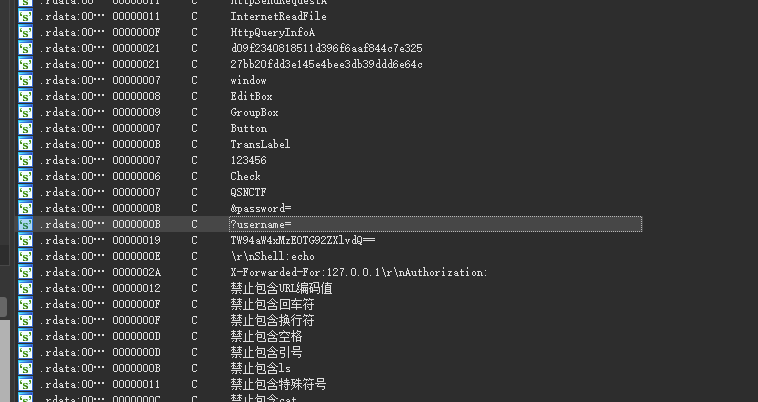 HttpSendRequestA
.rdata:00… 00000011 C InternetReadFile
.rdata:00… 0000000F C HttpQueryInfoA
.rdata:00… 00000021 C d09f2340818511d396f6aaf844c7e325
.rdata:00… 00000021 C 27bb20fdd3e145e4bee3db39ddd6e64c
.rdata:00… 00000007 C window
.rdata:00… 00000008 C EditBox
.rdata:00… 00000009 C GroupBox
.rdata:00… 00000007 C Button
.rdata:00… 0000000B C TransLabel
.rdata:00… 00000007 C 123456
.rdata:00… 00000006 C Check
.rdata:00… 00000007 C QSNCTF
.rdata:00… 0000000B C &password=
.rdata:00… 0000000B C ?username=
.rdata:00… 00000019 C TW94aW4xMzE0TG92ZXlvdQ==
.rdata:00… 0000000E C \r\nShell:echo
.rdata:00… 0000002A C X-Forwarded-For:127.0.0.1\r\nAuthorization:
.rdata:00… 00000012 C 禁止包含URL编码值
.rdata:00… 0000000F C 禁止包含回车符
.rdata:00… 0000000F C 禁止包含换行符
.rdata:00… 0000000D C 禁止包含空格
.rdata:00… 0000000D C 禁止包含引号
.rdata:00… 0000000B C 禁止包含ls
.rdata:00… 00000011 C 禁止包含特殊符号
.rdata:00… 0000000C C 禁止包含cat